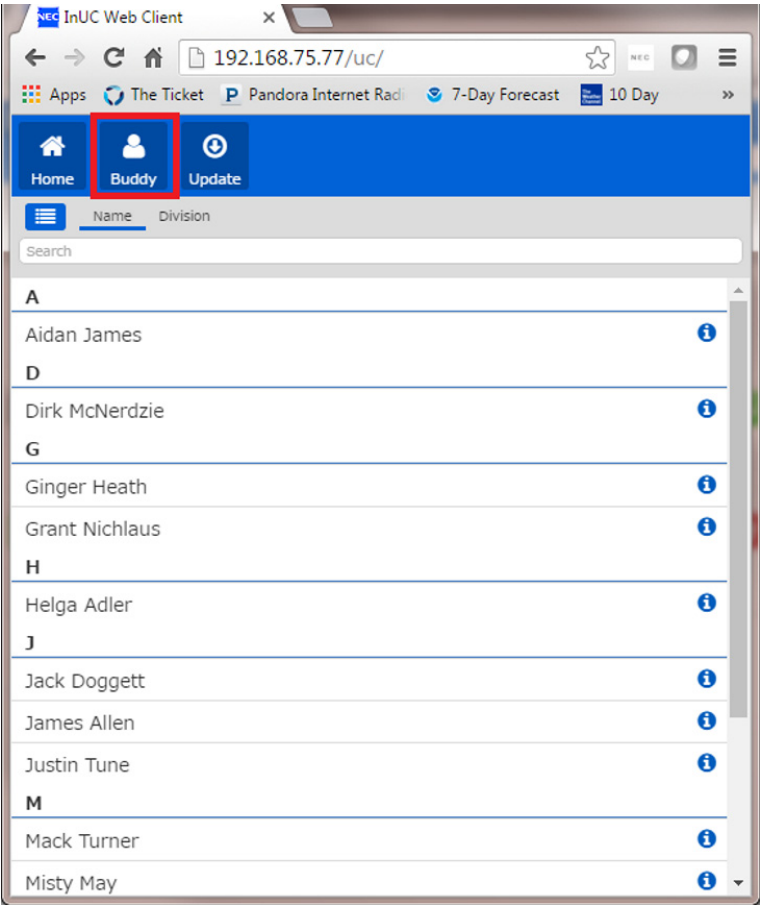 NEC InUC Web Client
192.168.75.77/uc/ NEC
Apps The Ticket P Pandora Internet Radi 7-Day Forecast 10 Day »
Home Buddy Update
Name Division
Search
A
Aidan James
D
Dirk McNerdzie
G
Ginger Heath
Grant Nichlaus
H
Helga Adler
J
Jack Doggett
James Allen
Justin Tune
M
Mack Turner
Misty May